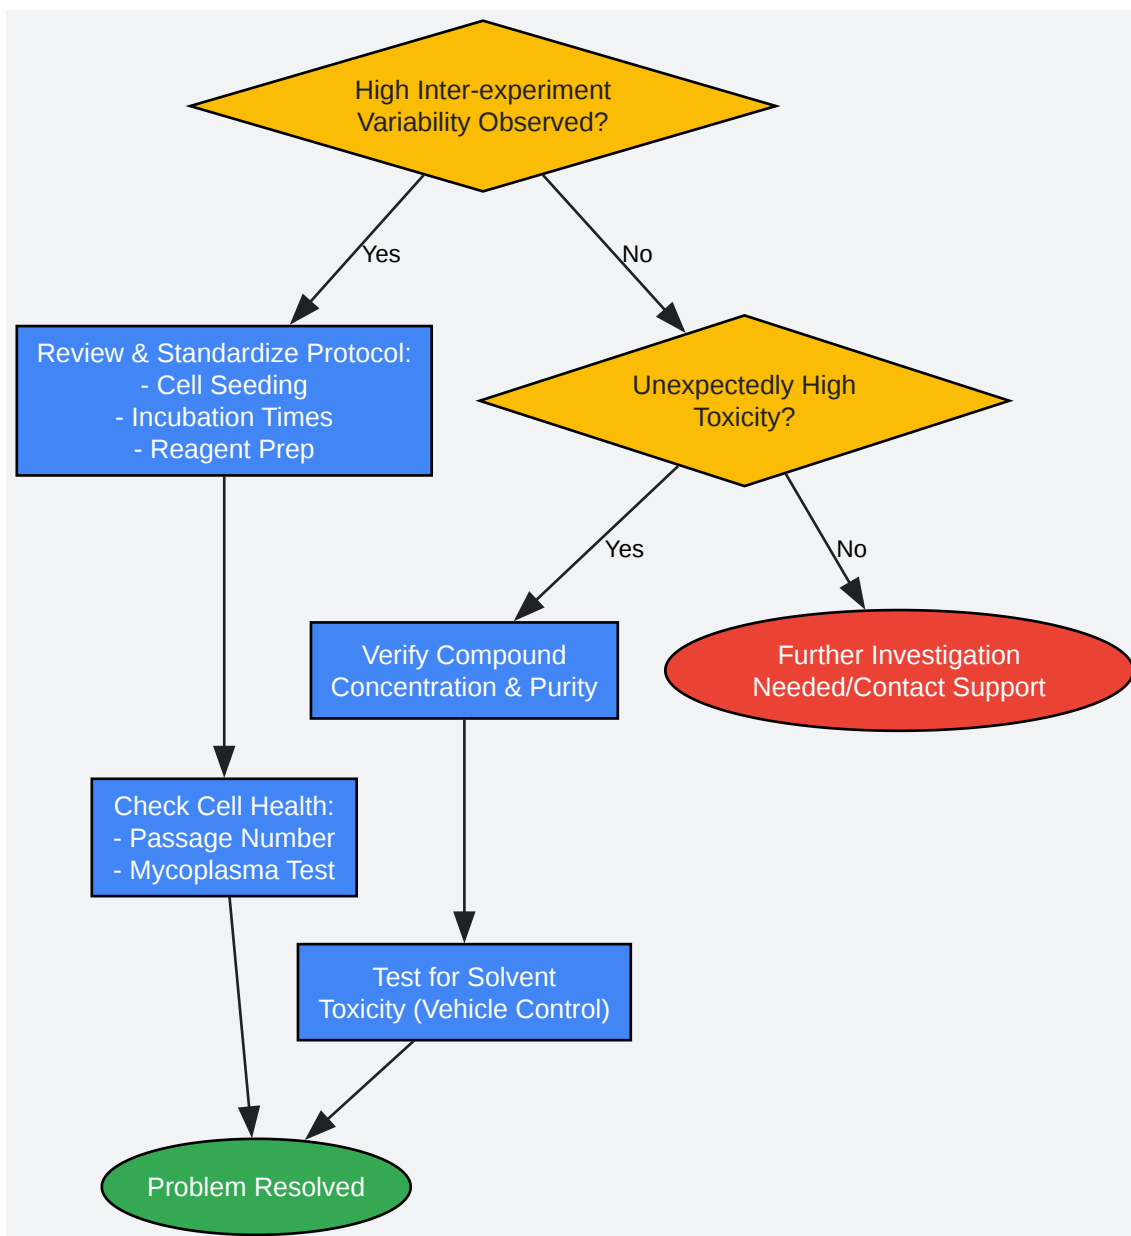 High Inter-experiment
Variability Observed?
Yes
No
Review & Standardize Protocol:
- Cell Seeding
- Incubation Times
- Reagent Prep
Unexpectedly High
Toxicity?
Yes
No
Verify Compound
Concentration & Purity
Further Investigation
Needed/Contact Support
Check Cell Health:
- Passage Number
- Mycoplasma Test
Test for Solvent
Toxicity (Vehicle Control)
Problem Resolved